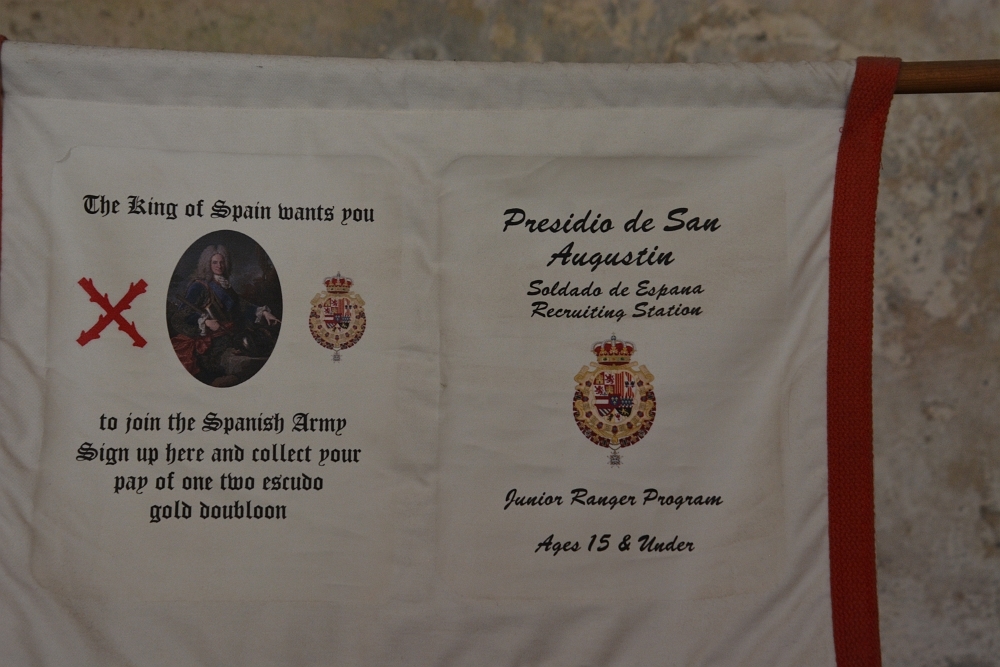 The King of Spain wants you
to join the Spanish Army
Sign up here and collect your
pay of one two escudo
gold doubloon
Presidio de San
Augustin
Soldado de Espana
Recruiting Station
Junior Ranger Program
Ages 15 & Under